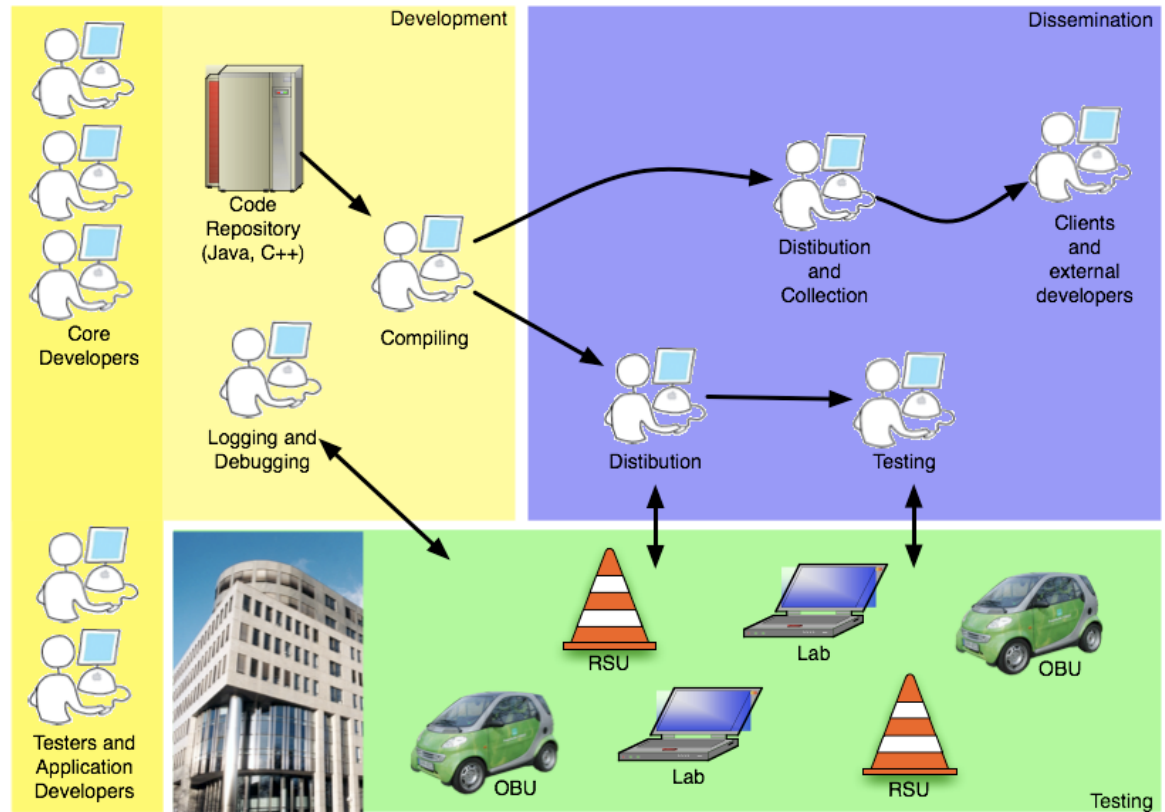 Development
Dissemination
Code
Repository
(Java, C++)
Core
Developers
Compiling
Distibution
and
Collection
Clients
and
external
developers
Logging and
Debugging
Distibution
Testing
Testers and
Application
Developers
RSU
Lab
OBU
OBU
Lab
RSU
Testing